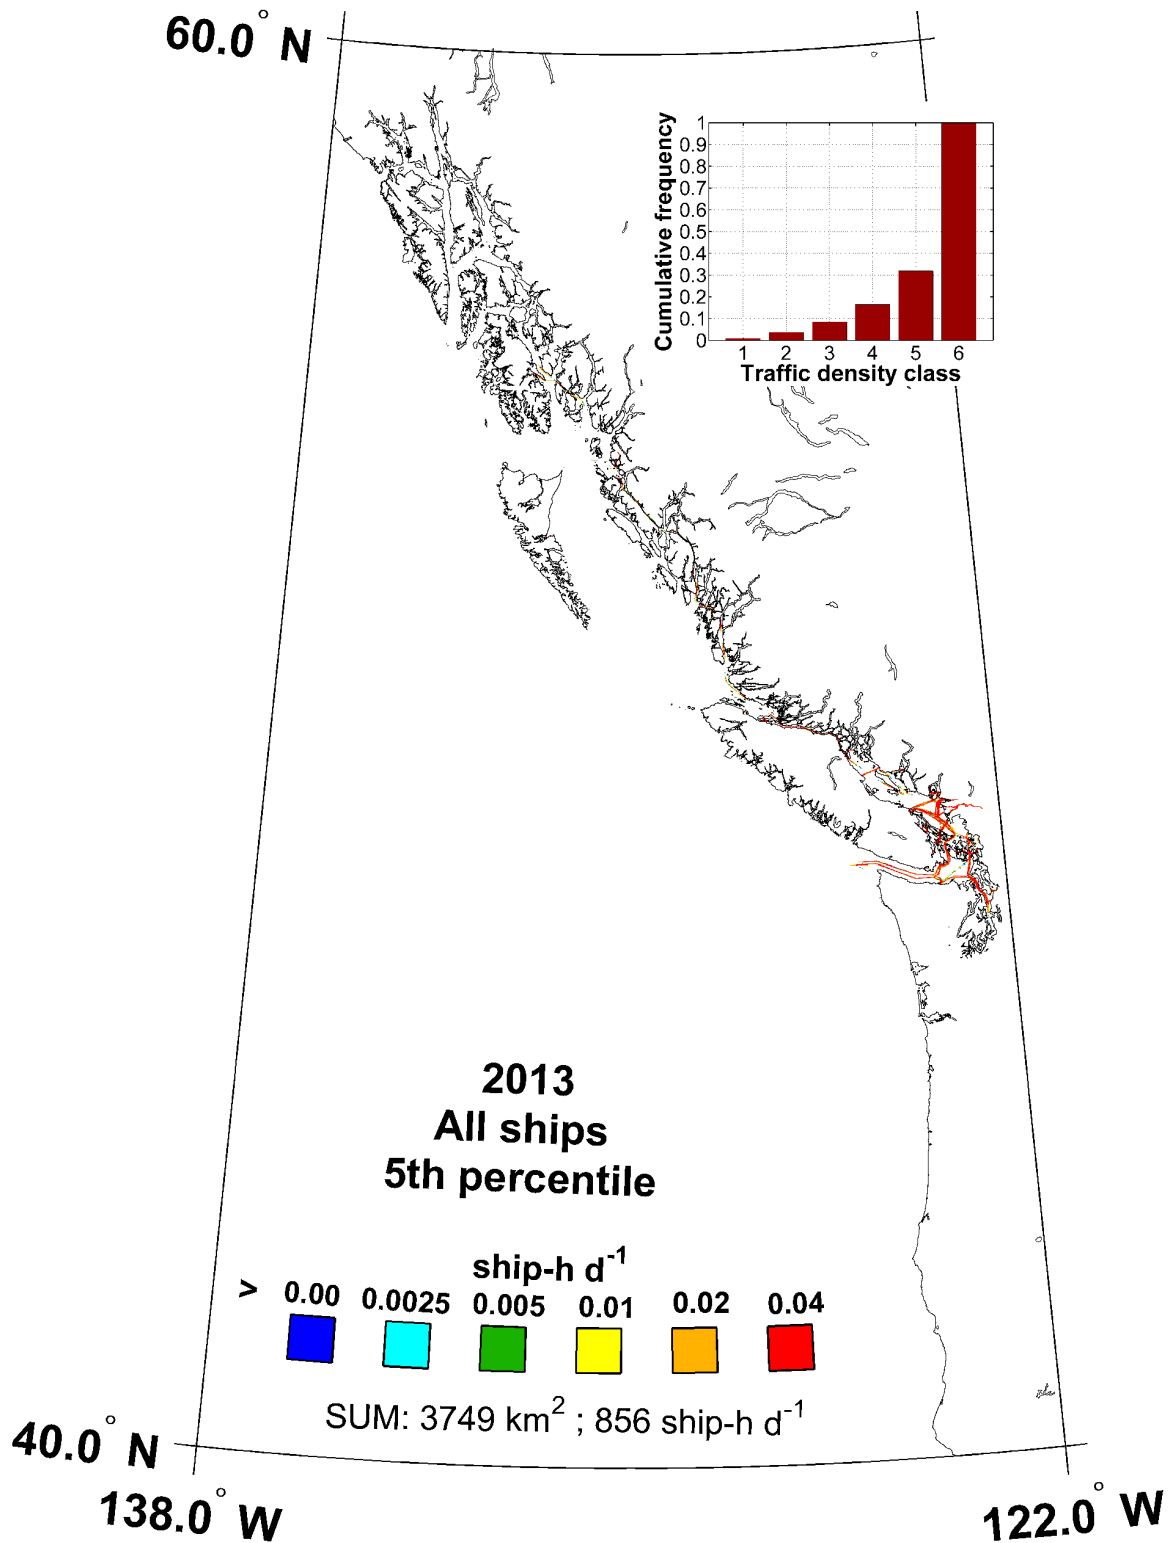 60.0° N
Cumulative frequency
1
0.9
0.8
0.7
0.6
0.5
0.4
0.3
0.2
0.1
0
1 2 3 4 5 6
Traffic density class
2013
All ships
5th percentile
ship-h d⁻¹
> 0.00 0.0025 0.005 0.01 0.02 0.04
SUM: 3749 km² ; 856 ship-h d⁻¹
40.0° N
138.0° W
122.0° W